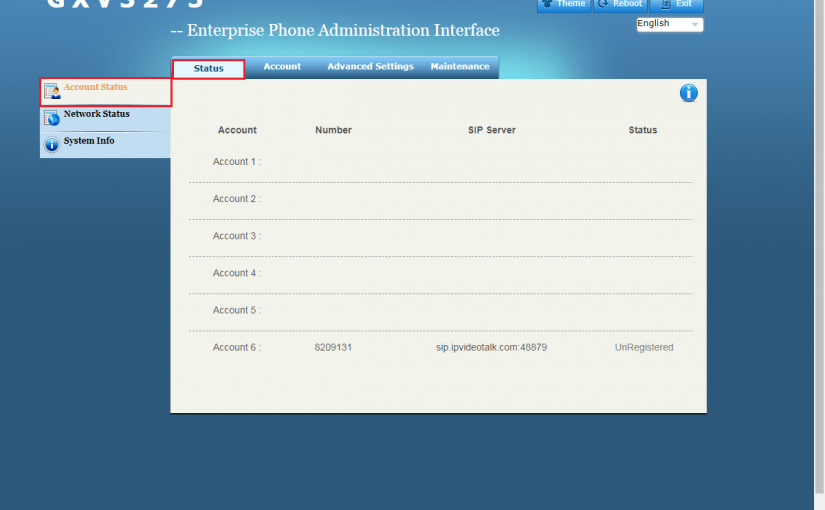 GXV3275
Theme Reboot Exit
-- Enterprise Phone Administration Interface
English
Status Account Advanced Settings Maintenance
Account Status
Network Status
System Info
Account Number SIP Server Status
Account 1 :
Account 2 :
Account 3 :
Account 4 :
Account 5 :
Account 6 : 8209131 sip.ipvideotalk.com:48879 UnRegistered